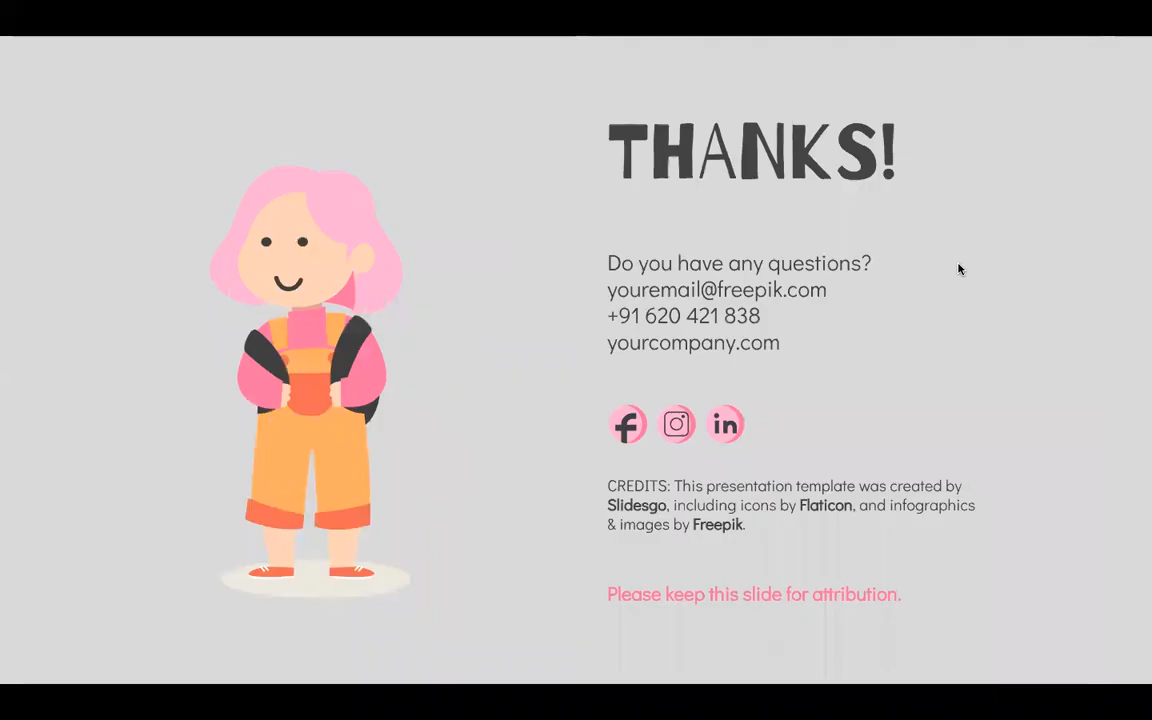 THANKS!
Do you have any questions?
youremail@freepik.com
+91 620 421 838
yourcompany.com
CREDITS: This presentation template was created by
Slidesgo, including icons by Flaticon, and infographics
& images by Freepik.
Please keep this slide for attribution.